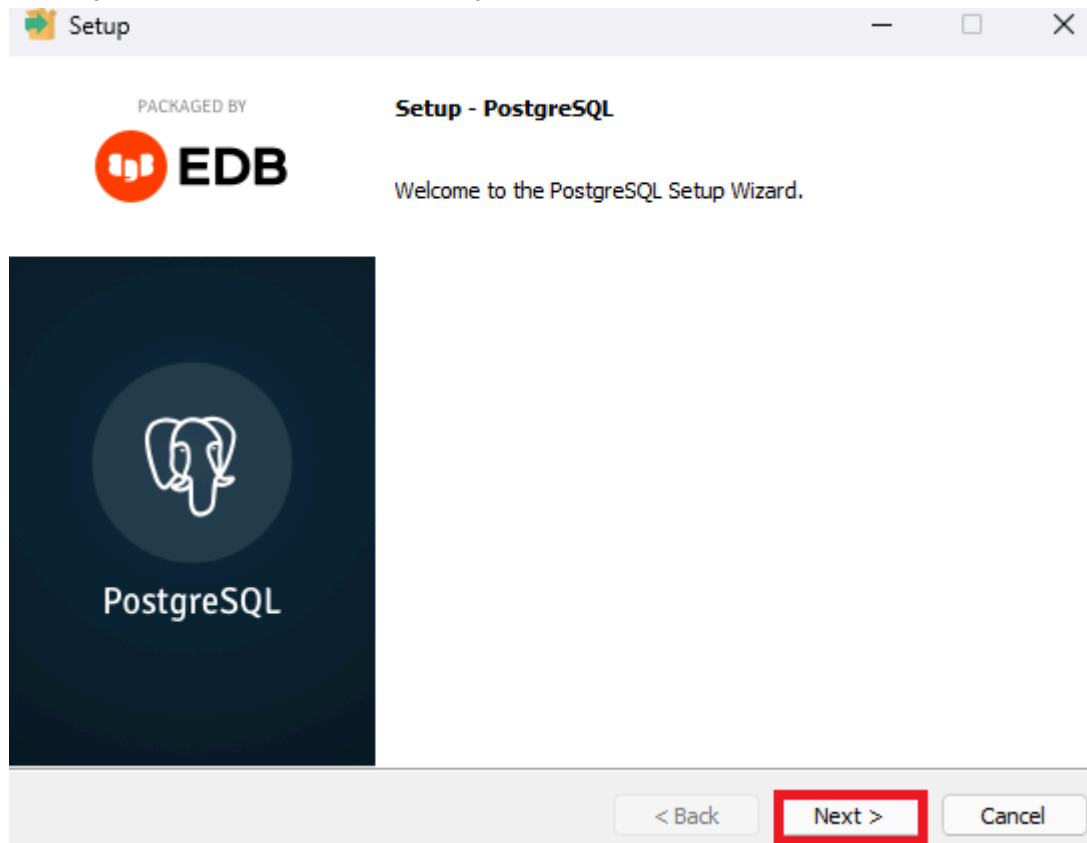 Setup
PACKAGED BY
EDB
Setup - PostgreSQL
Welcome to the PostgreSQL Setup Wizard.
PostgreSQL
< Back
Next >
Cancel